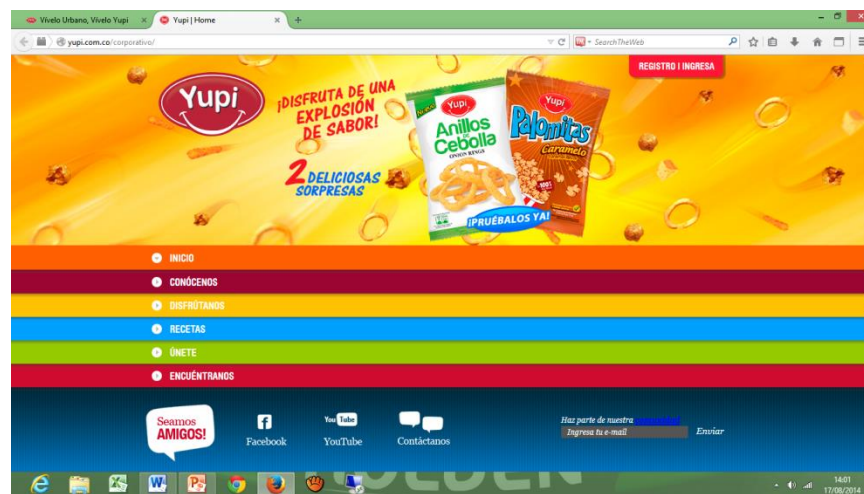 Vívelo Urbano, Vívelo Yupi
Yupi | Home
yupi.com.co/corporativo/
SearchTheWeb
REGISTRO I INGRESA
Yupi
¡DISFRUTA DE UNA
EXPLOSIÓN
DE SABOR!
2 DELICIOSAS
SORPRESAS
Yupi
Anillos
Cebolla
ONION RINGS
Yupi
Palomitas
Caramelo
¡PRUÉBALOS YA!
INICIO
CONÓCENOS
DISFRÚTANOS
RECETAS
ÚNETE
ENCUÉNTRANOS
Seamos
AMIGOS!
Facebook
You Tube
YouTube
Contáctanos
Haz parte de nuestra
Ingresa tu e-mail
Enviar
14:01
17/08/2014